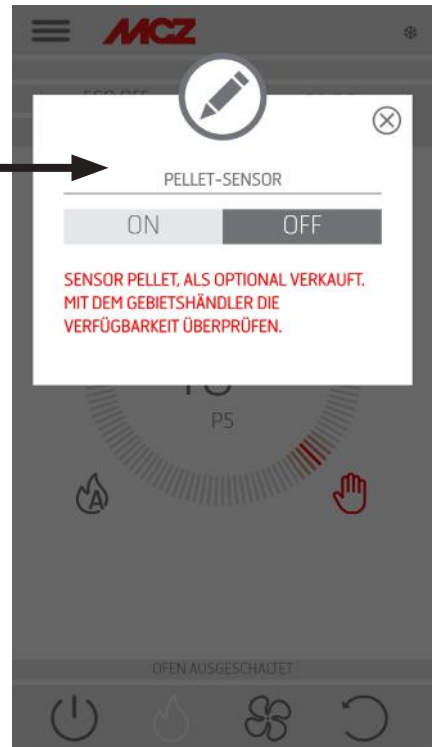 MCZ
PELLET-SENSOR
ON OFF
SENSOR PELLET, ALS OPTIONAL VERKAUFT.
MIT DEM GEBIETSHÄNDLER DIE
VERFÜGBARKEIT ÜBERPRÜFEN.
P5
A
OFEN AUSGESCHALTET